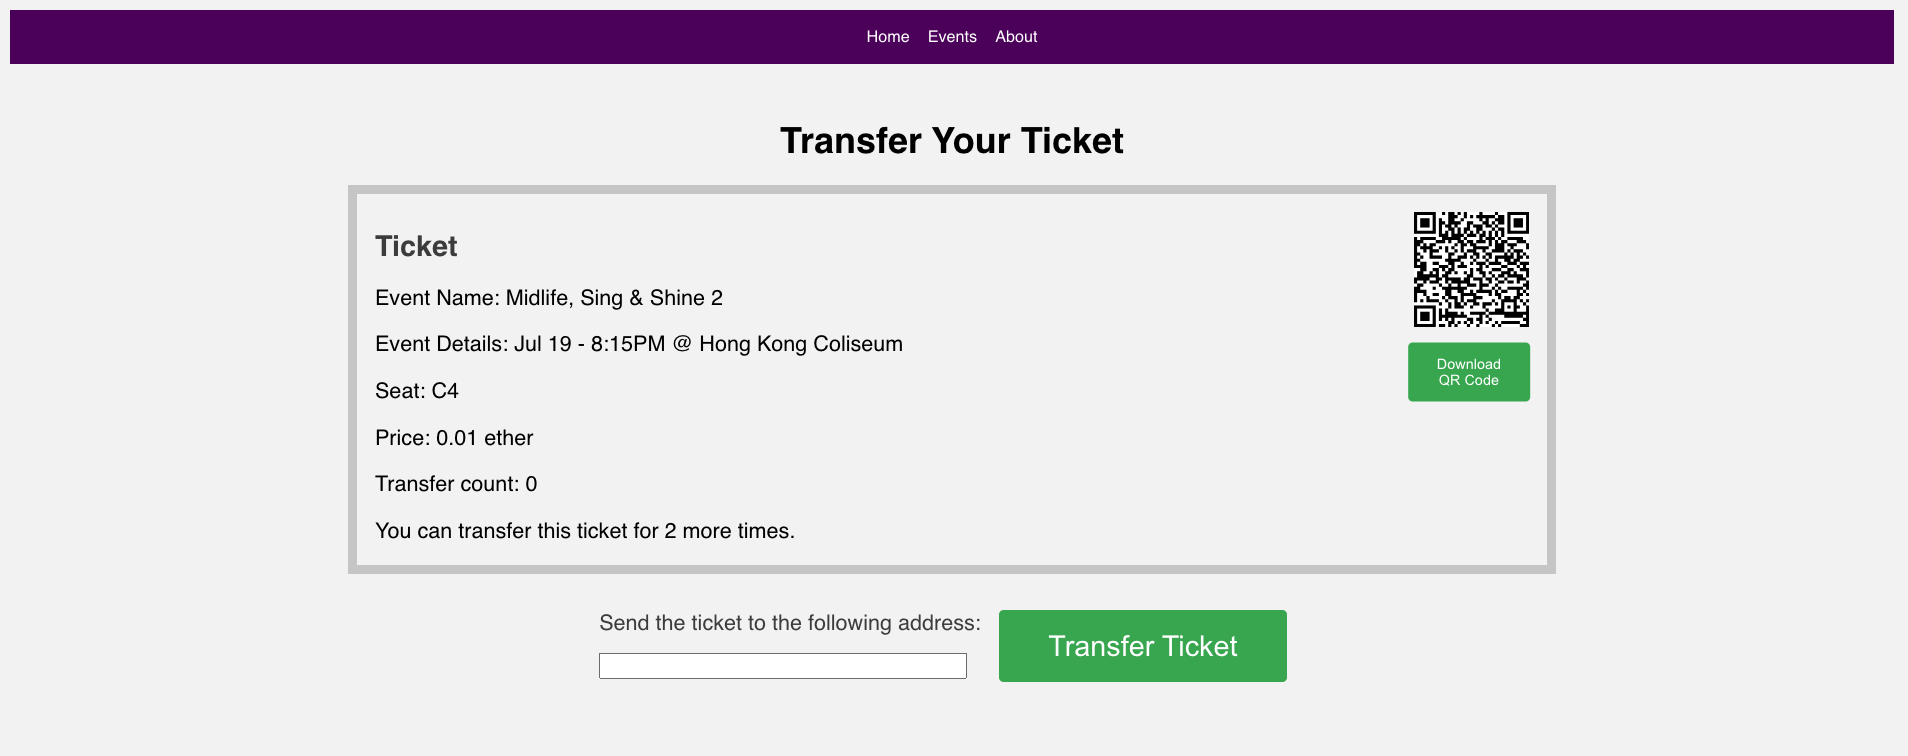 Home Events About
Transfer Your Ticket
Ticket
Event Name: Midlife, Sing & Shine 2
Event Details: Jul 19 - 8:15PM @ Hong Kong Coliseum
Seat: C4
Price: 0.01 ether
Transfer count: 0
You can transfer this ticket for 2 more times.
Download
QR Code
Send the ticket to the following address:
Transfer Ticket